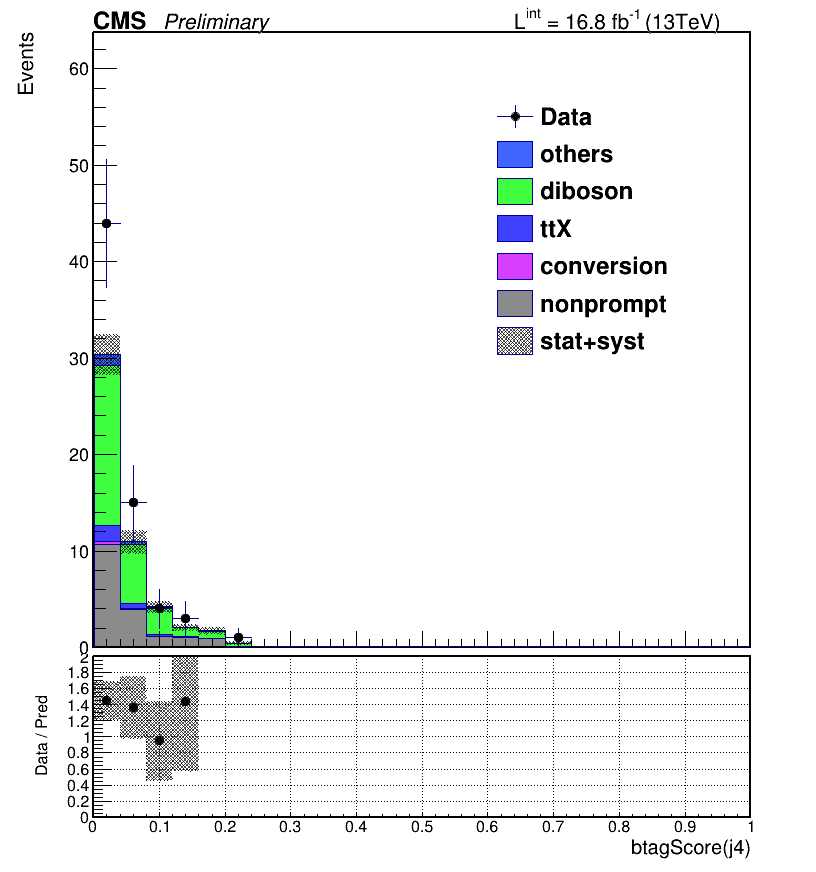 CMS Preliminary L^int = 16.8 fb^-1 (13TeV)
Events
60
50
40
30
20
10
0
Data
others
diboson
ttX
conversion
nonprompt
stat+syst
Data / Pred
2
1.8
1.6
1.4
1.2
1
0.8
0.6
0.4
0.2
0
0 0.1 0.2 0.3 0.4 0.5 0.6 0.7 0.8 0.9 1
btagScore(j4)